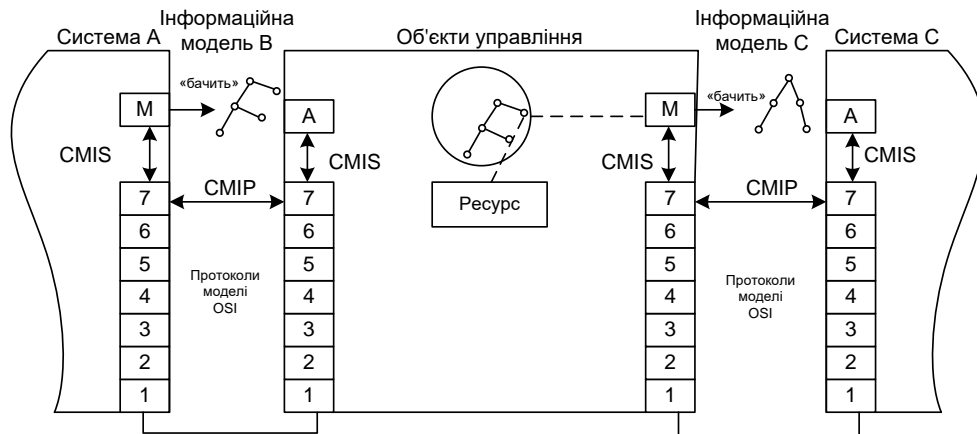 Система А
Інформаційна
модель В
Об'єкти управління
Інформаційна
модель С
Система С
М
«бачить»
А
М
«бачить»
А
CMIS
CMIS
CMIS
CMIS
CMIP
CMIP
Ресурс
7
6
5
4
3
2
1
Протоколи
моделі
OSI
7
6
5
4
3
2
1
7
6
5
4
3
2
1
Протоколи
моделі
OSI
7
6
5
4
3
2
1